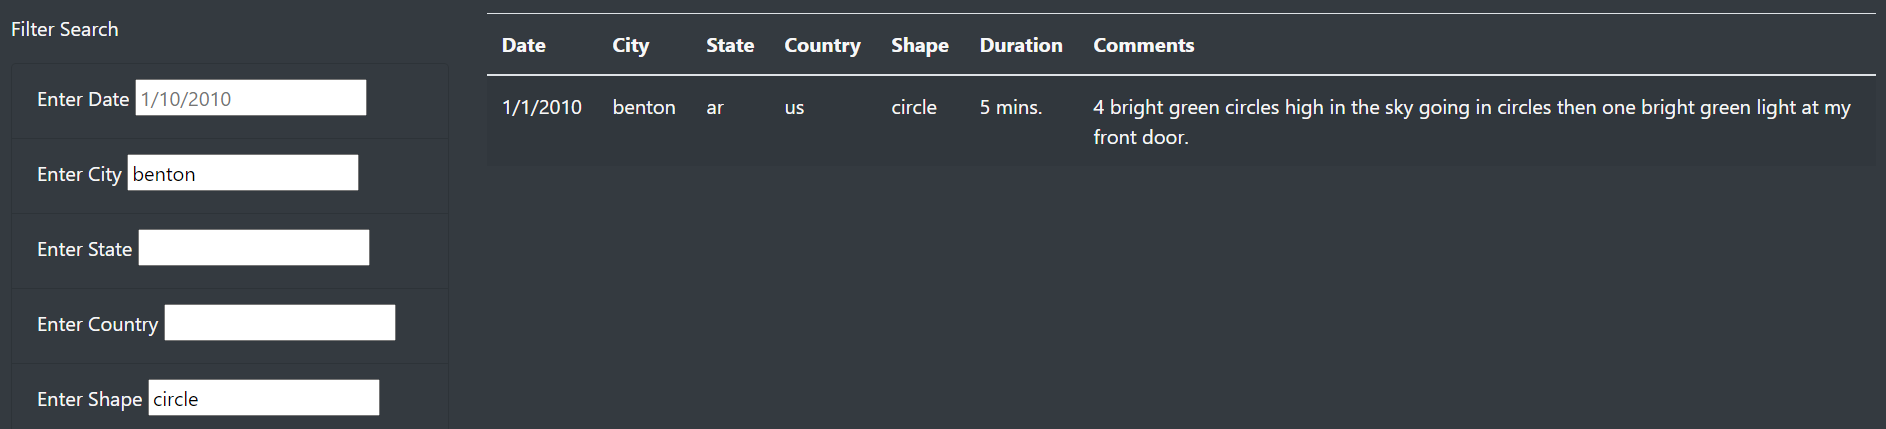 Filter Search
Enter Date 1/10/2010
Enter City benton
Enter State
Enter Country
Enter Shape circle
Date City State Country Shape Duration Comments
1/1/2010 benton ar us circle 5 mins. 4 bright green circles high in the sky going in circles then one bright green light at my
front door.